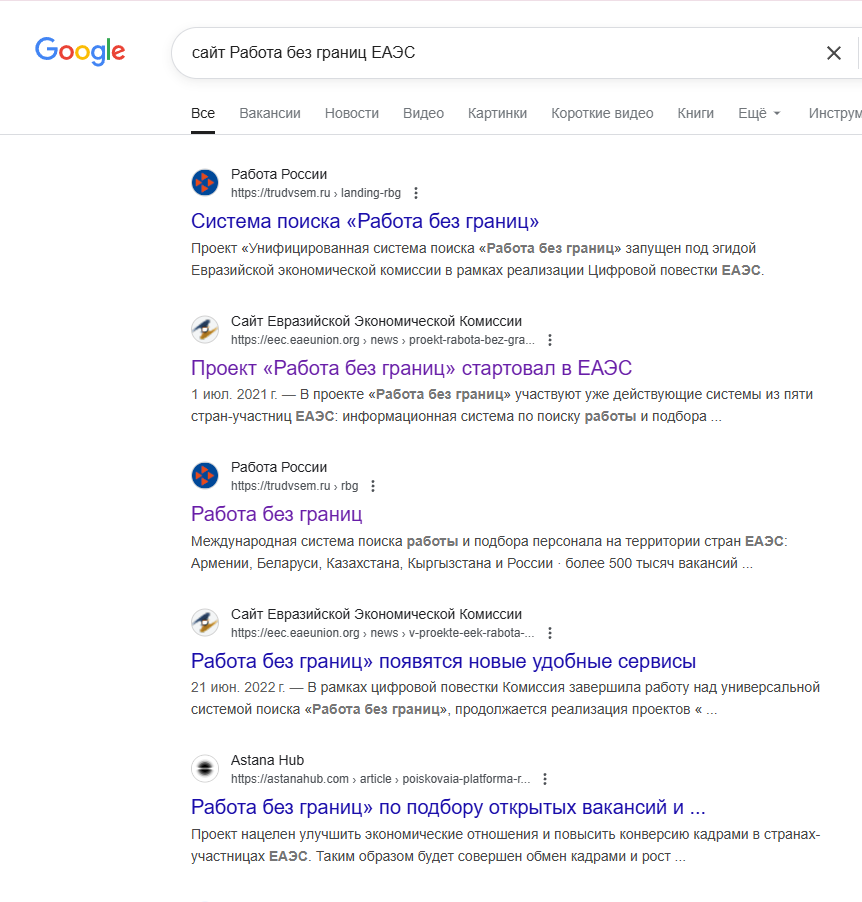 Google
сайт Работа без границ ЕАЭС
Все Вакансии Новости Видео Картинки Короткие видео Книги Ещё Инструм
Работа России
https://trudvsem.ru › landing-rbg
Система поиска «Работа без границ»
Проект «Унифицированная система поиска «Работа без границ» запущен под эгидой
Евразийской экономической комиссии в рамках реализации Цифровой повестки ЕАЭС.
Сайт Евразийской Экономической Комиссии
https://eec.eaeunion.org › news › proekt-rabota-bez-gra...
Проект «Работа без границ» стартовал в ЕАЭС
1 июл. 2021 г. — В проекте «Работа без границ» участвуют уже действующие системы из пяти
стран-участниц ЕАЭС: информационная система по поиску работы и подбора ...
Работа России
https://trudvsem.ru › rbg
Работа без границ
Международная система поиска работы и подбора персонала на территории стран ЕАЭС:
Армении, Беларуси, Казахстана, Кыргызстана и России · более 500 тысяч вакансий ...
Сайт Евразийской Экономической Комиссии
https://eec.eaeunion.org › news › v-proekte-eek-rabota-...
Работа без границ» появятся новые удобные сервисы
21 июн. 2022 г. — В рамках цифровой повестки Комиссия завершила работу над универсальной
системой поиска «Работа без границ», продолжается реализация проектов « ...
Astana Hub
https://astanahub.com › article › poiskovaia-platforma-r...
Работа без границ» по подбору открытых вакансий и ...
Проект нацелен улучшить экономические отношения и повысить конверсию кадрами в странах-
участницах ЕАЭС. Таким образом будет совершен обмен кадрами и рост ...